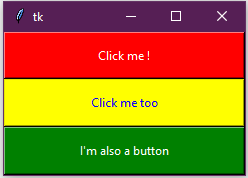 tk
Click me !
Click me too
I'm also a button